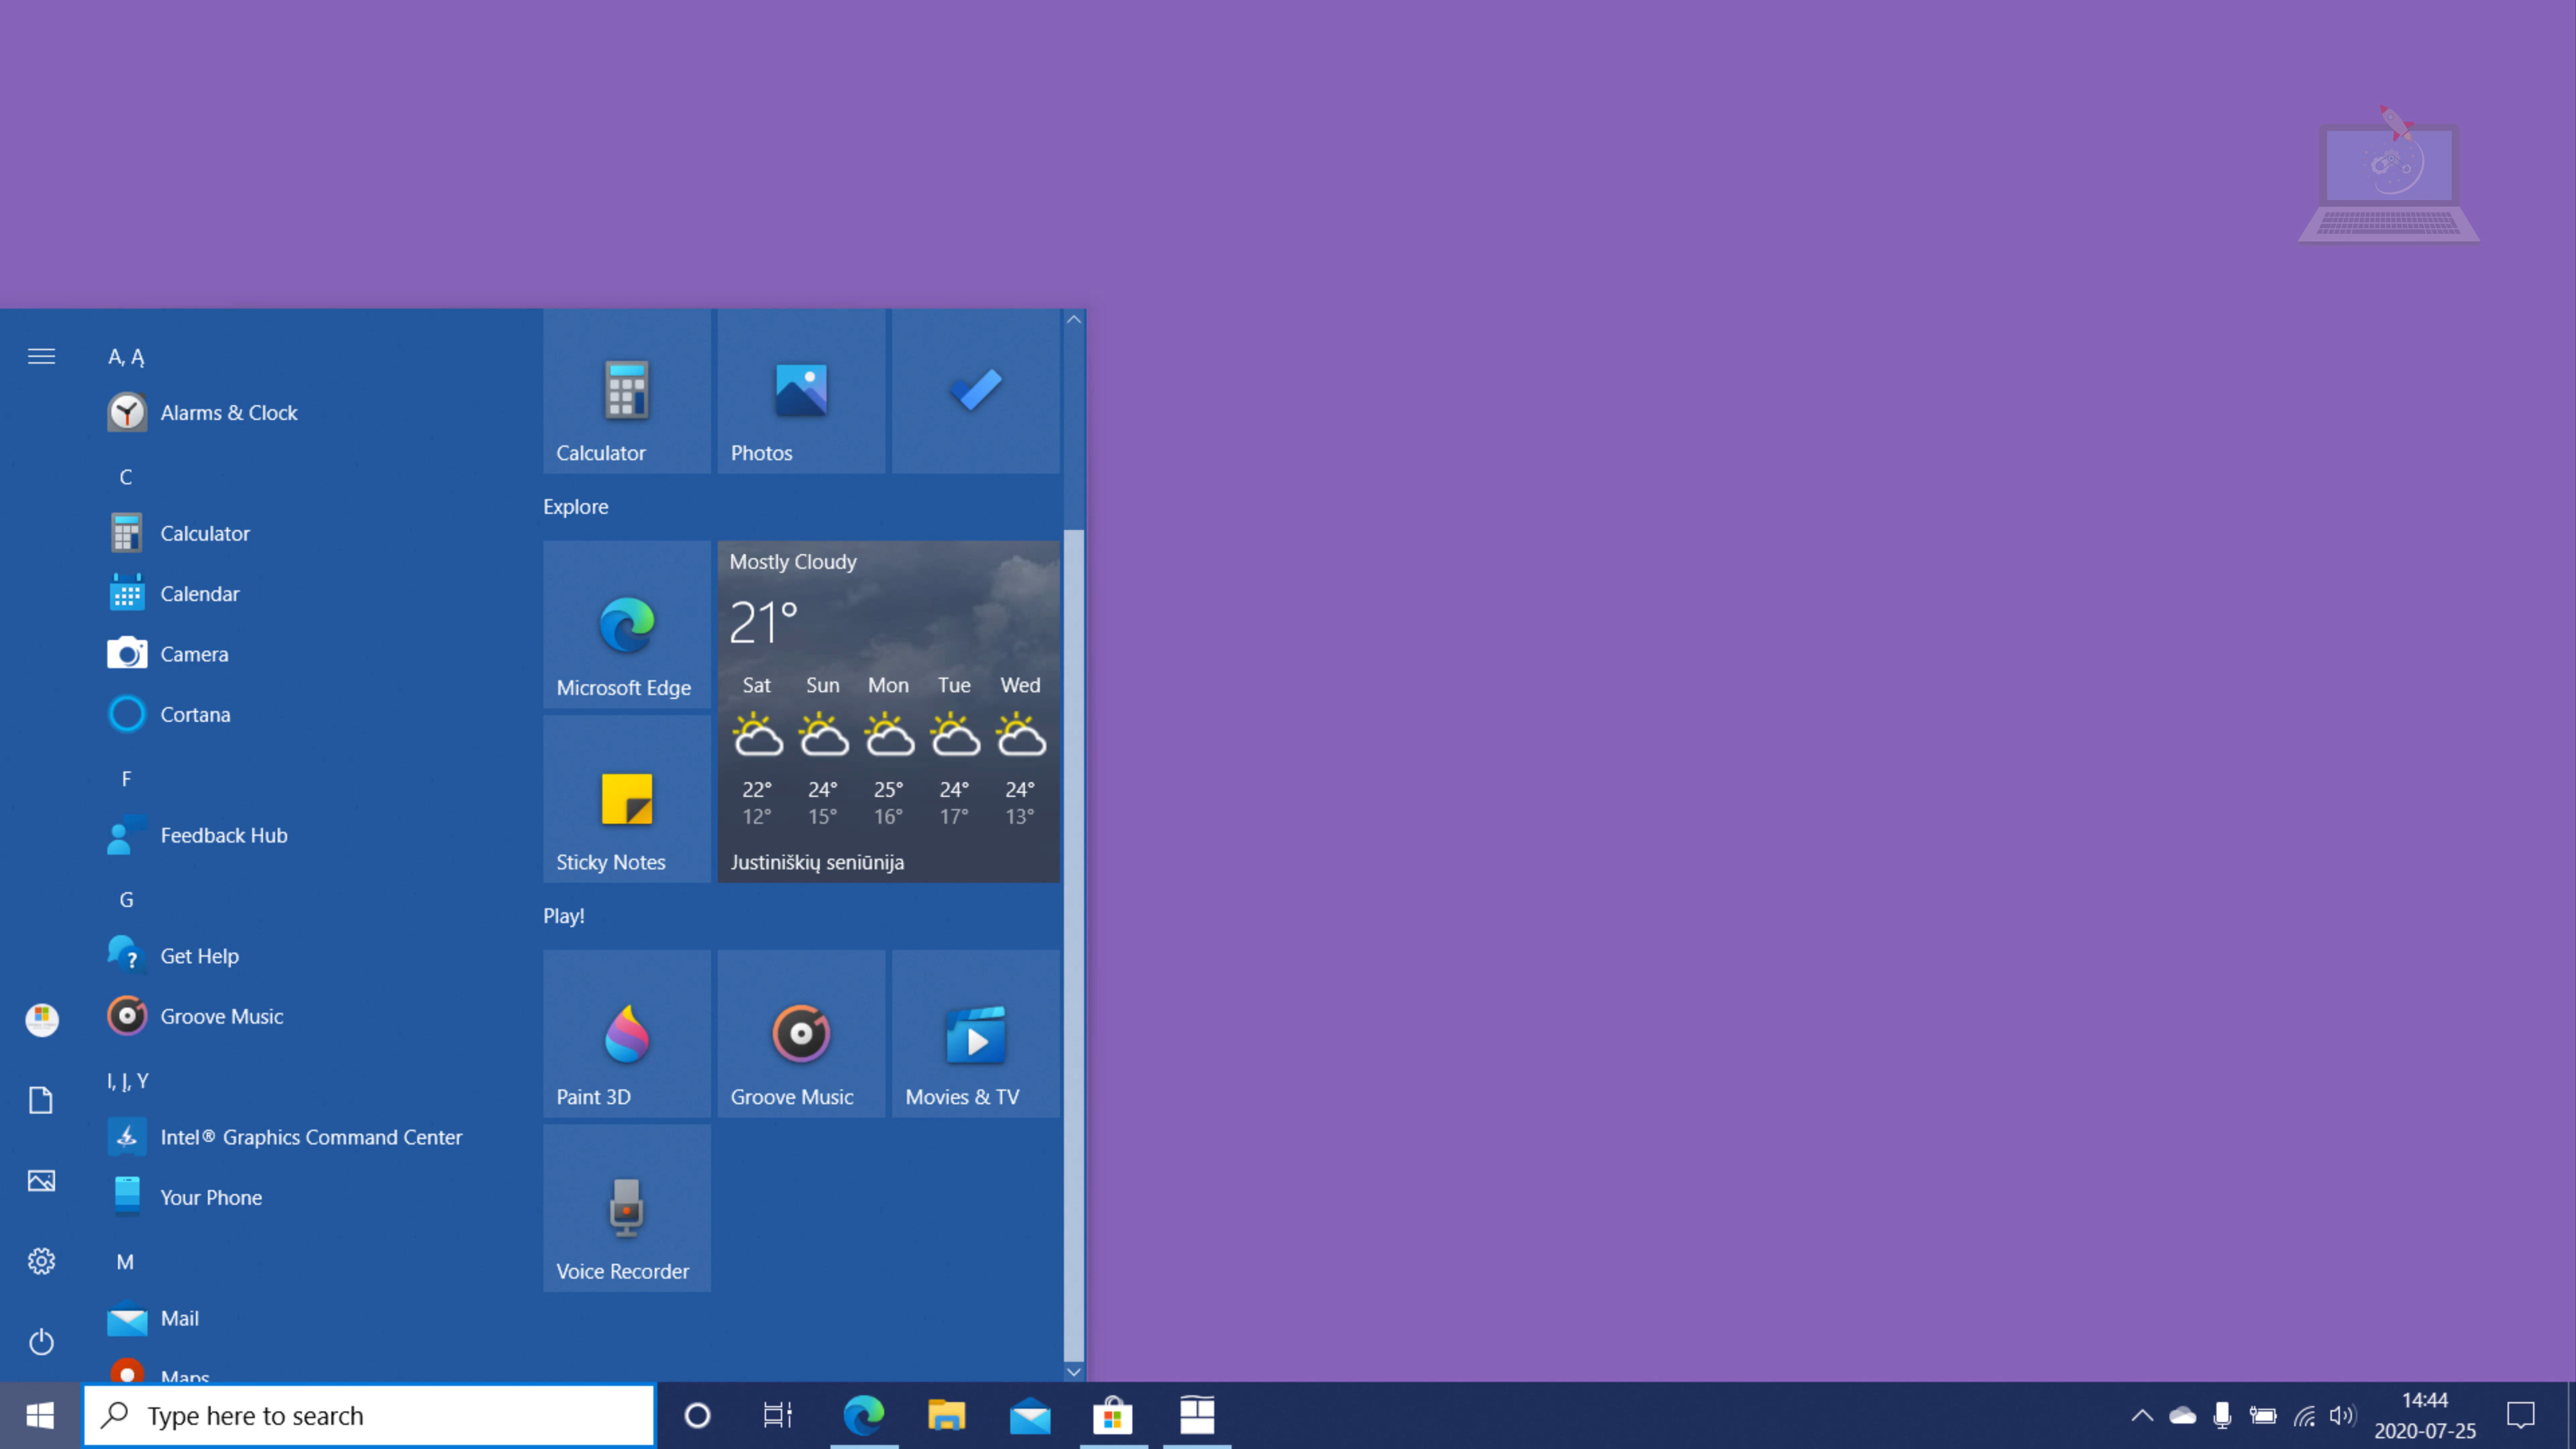 A, Ą
Alarms & Clock
C
Calculator
Calendar
Camera
Cortana
F
Feedback Hub
G
Get Help
Groove Music
I, Į, Y
Intel® Graphics Command Center
Your Phone
M
Mail
Maps
Calculator
Photos
Explore
Microsoft Edge
Sticky Notes
Mostly Cloudy
21°
Sat Sun Mon Tue Wed
22° 24° 25° 24° 24°
12° 15° 16° 17° 13°
Justiniškių seniūnija
Play!
Paint 3D
Groove Music
Movies & TV
Voice Recorder
Type here to search
14:44
2020-07-25